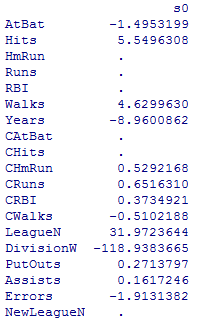 s0
AtBat -1.4953199
Hits 5.5496308
HmRun .
Runs .
RBI .
Walks 4.6299630
Years -8.9600862
CAtBat .
CHits .
CHmRun 0.5292168
CRuns 0.6516310
CRBI 0.3734921
CWalks -0.5102188
LeagueN 31.9723644
DivisionW -118.9383665
PutOuts 0.2713797
Assists 0.1617246
Errors -1.9131382
NewLeagueN .